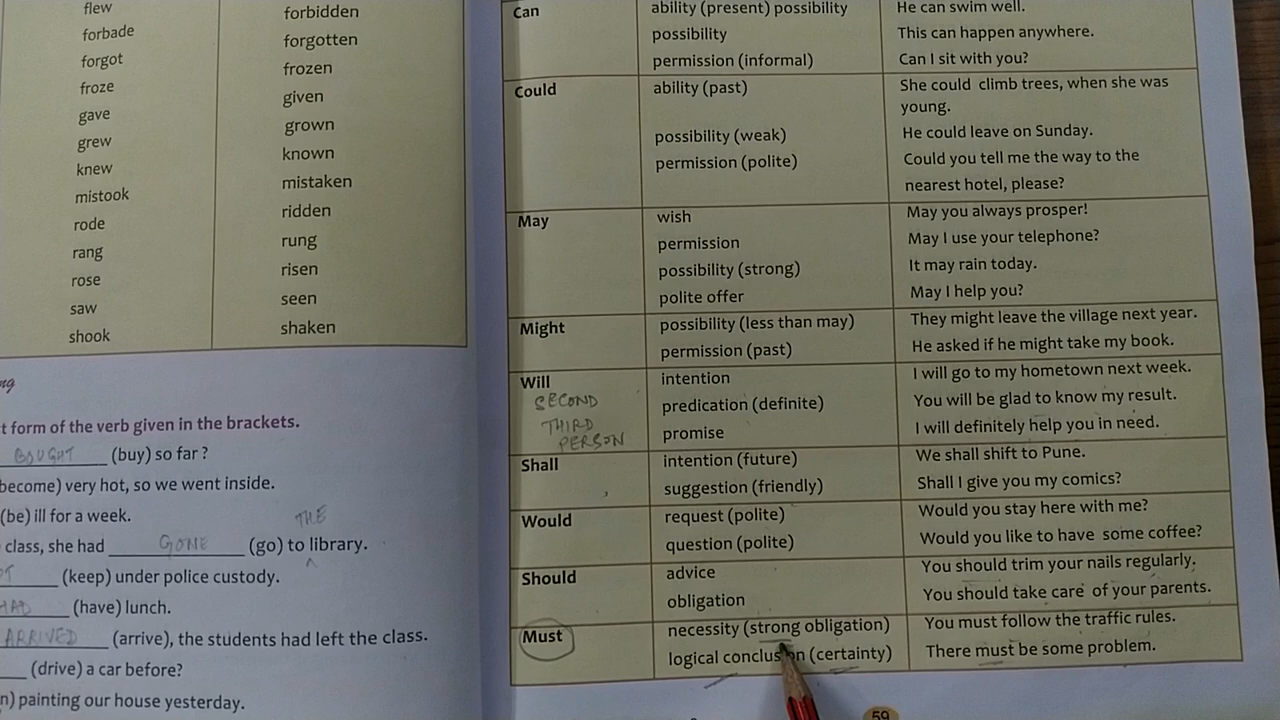 flew forbidden
forbade forgotten
forgot frozen
froze given
gave grown
grew known
knew mistaken
mistook ridden
rode rung
rang risen
rose seen
saw shaken
shook
t form of the verb given in the brackets.
BOUGHT (buy) so far?
become) very hot, so we went inside.
(be) ill for a week.
THE
class, she had GONE (go) to library.
(keep) under police custody.
HAD (have) lunch.
ARRIVED (arrive), the students had left the class.
(drive) a car before?
n) painting our house yesterday.
Can ability (present) possibility He can swim well.
possibility This can happen anywhere.
permission (informal) Can I sit with you?
Could ability (past) She could climb trees, when she was
young.
possibility (weak) He could leave on Sunday.
permission (polite) Could you tell me the way to the
nearest hotel, please?
May wish May you always prosper!
permission May I use your telephone?
possibility (strong) It may rain today.
polite offer May I help you?
Might possibility (less than may) They might leave the village next year.
permission (past) He asked if he might take my book.
Will intention I will go to my hometown next week.
SECOND predication (definite) You will be glad to know my result.
THIRD promise I will definitely help you in need.
PERSON
Shall intention (future) We shall shift to Pune.
suggestion (friendly) Shall I give you my comics?
Would request (polite) Would you stay here with me?
question (polite) Would you like to have some coffee?
Should advice You should trim your nails regularly.
obligation You should take care of your parents.
Must necessity (strong obligation) You must follow the traffic rules.
logical conclusion (certainty) There must be some problem.
59